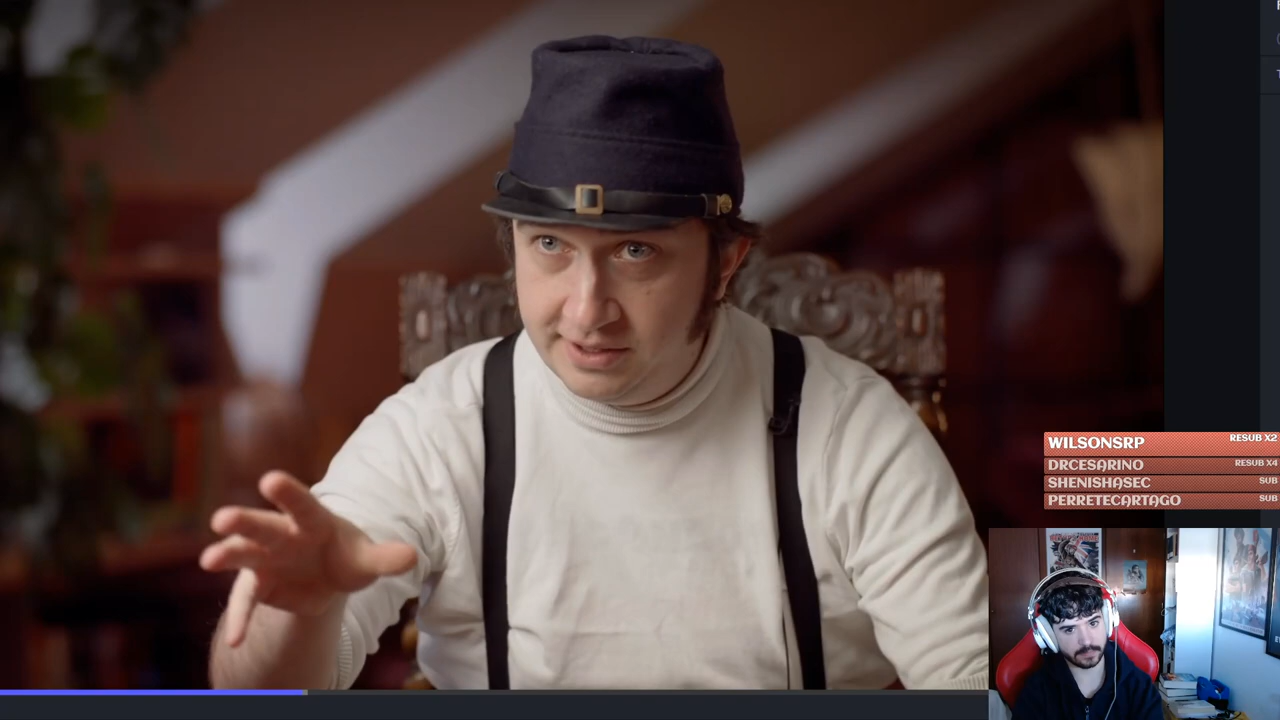 WILSONSRP RESUB X2
DRCESARINO RESUB X4
SHENISHASEC SUB
PERRETECARTAGO SUB